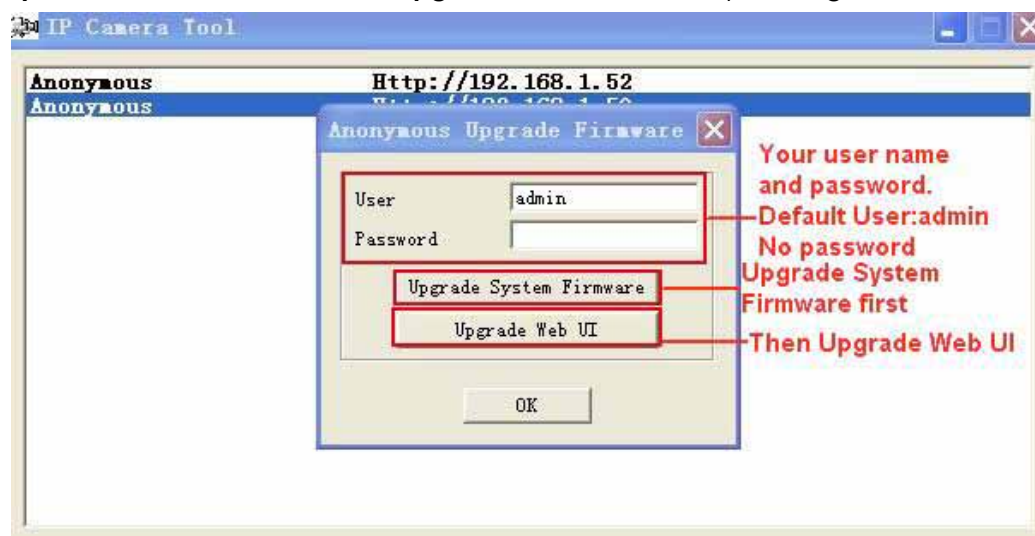 IP Camera Tool
Anonymous Http://192.168.1.52
Anonymous
Anonymous Upgrade Firmware
User admin
Password
Upgrade System Firmware
Upgrade Web UI
OK
Your user name
and password.
Default User:admin
No password
Upgrade System
Firmware first
Then Upgrade Web UI